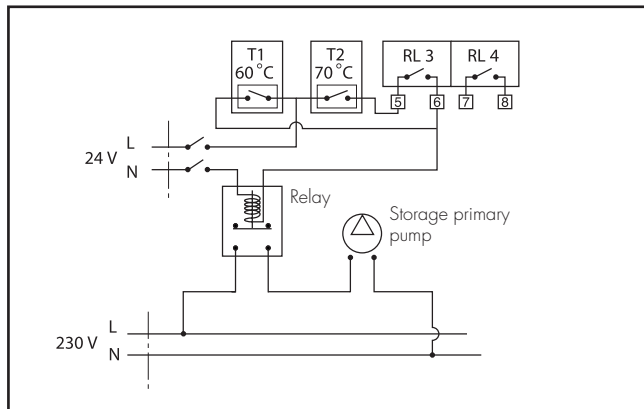 T1
60 °C
T2
70 °C
RL 3
RL 4
5
6
7
8
L
24 V
N
Relay
Storage primary
pump
L
230 V
N